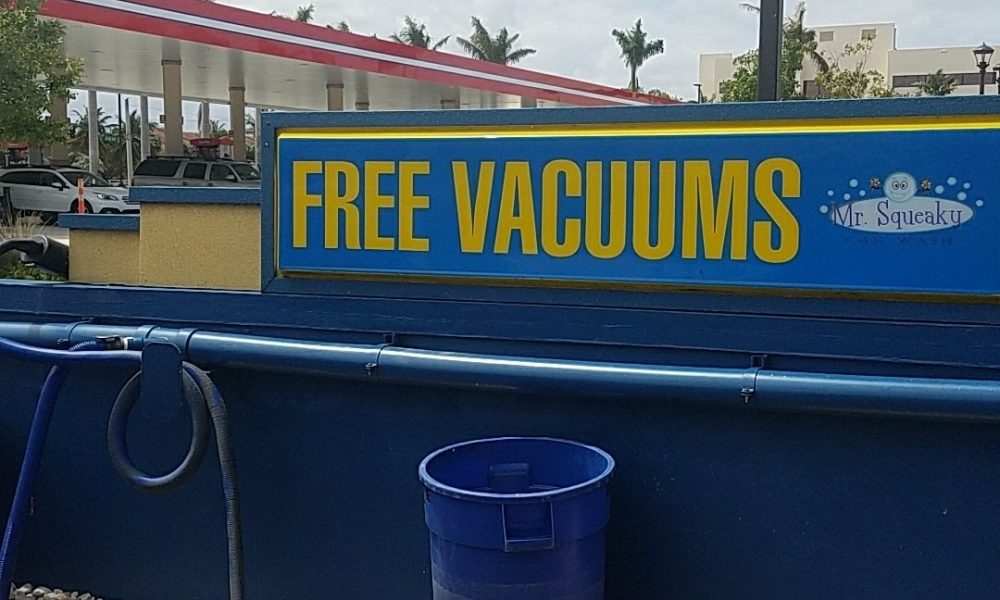 FREE VACUUMS
Mr. Squeaky
CAR WASH